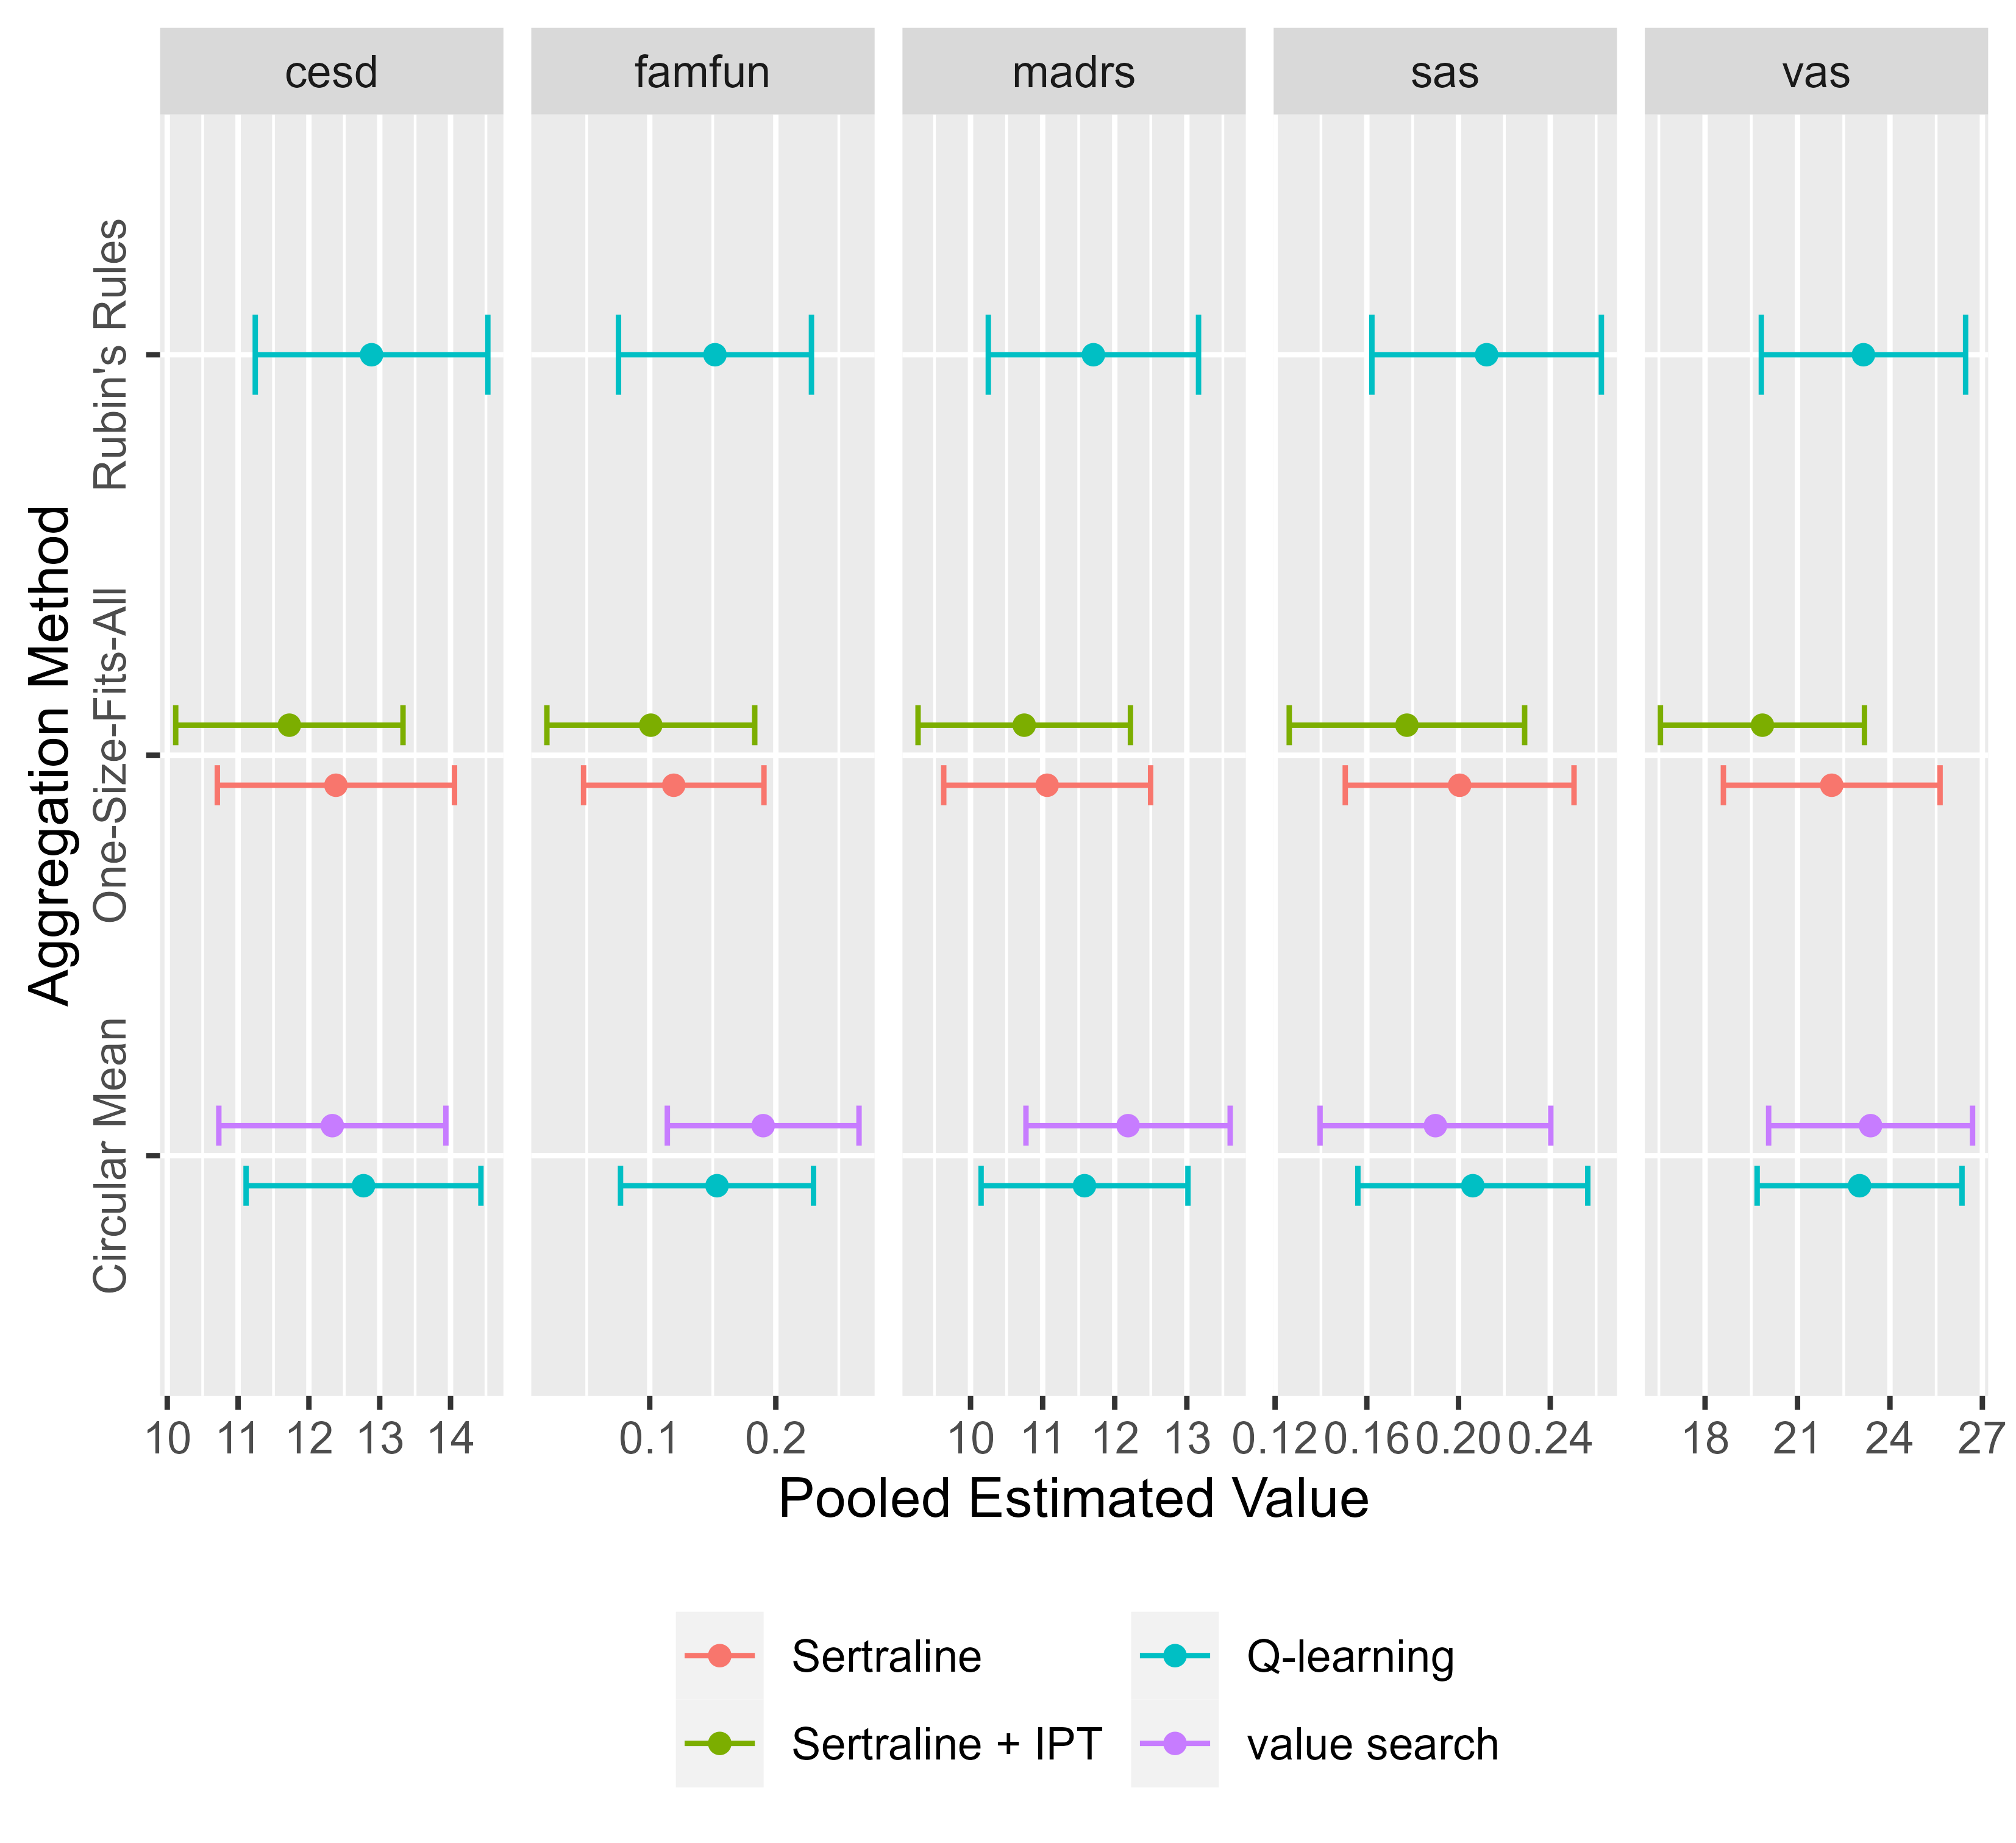 cesd famfun madrs sas vas
Aggregation Method
Rubin's Rules
One-Size-Fits-All
Circular Mean
10 11 12 13 14 0.1 0.2 10 11 12 13 0.12 0.16 0.20 0.24 18 21 24 27
Pooled Estimated Value
Sertraline Q-learning
Sertraline + IPT value search